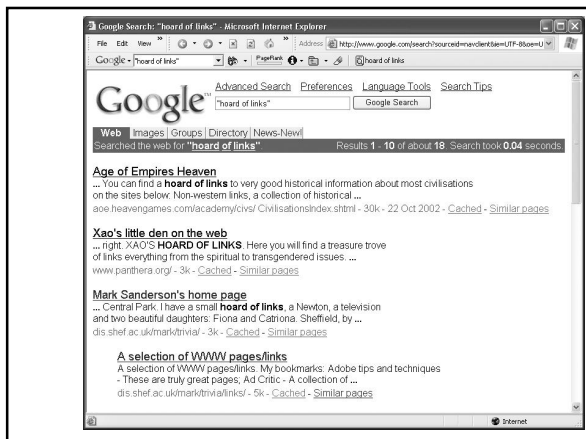 Google Search: "hoard of links" - Microsoft Internet Explorer
File Edit View » » Address http://www.google.com/search?sourceid=navclient&ie=UTF-8&oe=U
Google - "hoard of links" PageRank hoard of links
Google™
Advanced Search Preferences Language Tools Search Tips
"hoard of links" Google Search
Web Images Groups Directory News-New!
Searched the web for "hoard of links". Results 1 - 10 of about 18. Search took 0.04 seconds.
Age of Empires Heaven
... You can find a hoard of links to very good historical information about most civilisations
on the sites below: Non-western links, a collection of historical ...
aoe.heavengames.com/academy/civs/ CivilisationsIndex.shtml - 30k - 22 Oct 2002 - Cached - Similar pages
Xao's little den on the web
... right. XAO'S HOARD OF LINKS. Here you will find a treasure trove
of links everything from the spiritual to transgendered issues. ...
www.panthera.org/ - 3k - Cached - Similar pages
Mark Sanderson's home page
... Central Park. I have a small hoard of links, a Newton, a television
and two beautiful daughters: Fiona and Catriona. Sheffield, by ...
dis.shef.ac.uk/mark/trivia/ - 3k - Cached - Similar pages
A selection of WWW pages/links
A selection of WWW pages/links. My bookmarks: Adobe tips and techniques
- These are truly great pages; Ad Critic - A collection of ...
dis.shef.ac.uk/mark/trivia/links/ - 5k - Cached - Similar pages
Internet